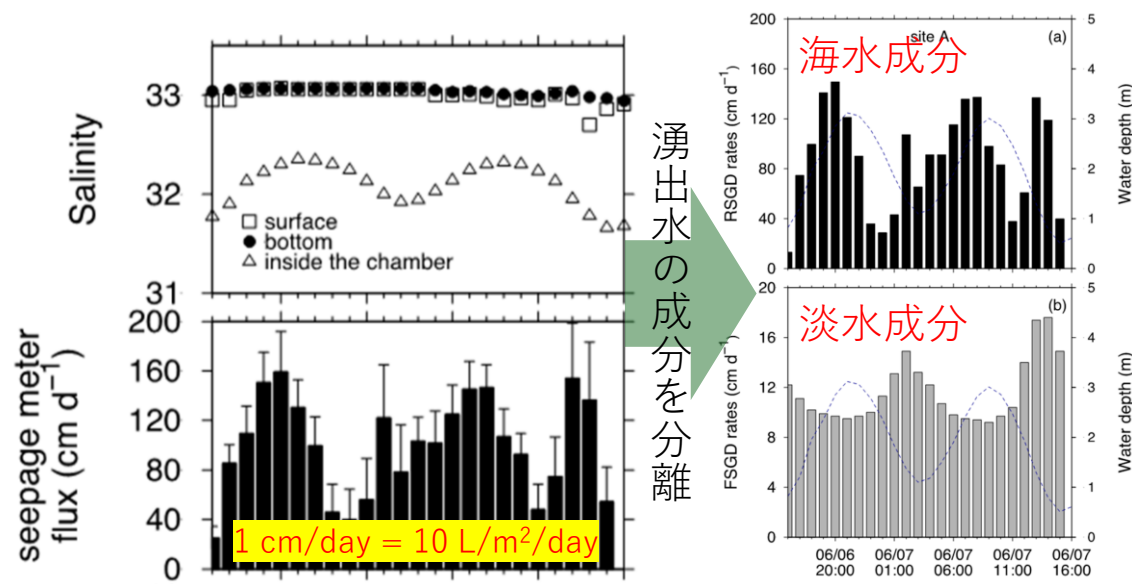 Salinity
33
32
31
surface
bottom
inside the chamber
seepage meter
flux (cm d⁻¹)
200
160
120
80
40
0
1 cm/day = 10 L/m²/day
湧出水の成分を分離
site A
(a)
海水成分
RSGD rates (cm d⁻¹)
200
160
120
80
40
0
Water depth (m)
5
4
3
2
1
0
(b)
淡水成分
FSGD rates (cm d⁻¹)
20
16
12
8
4
0
Water depth (m)
5
4
3
2
1
0
06/06 06/07 06/07 06/07 06/07
20:00 01:00 06:00 11:00 16:00